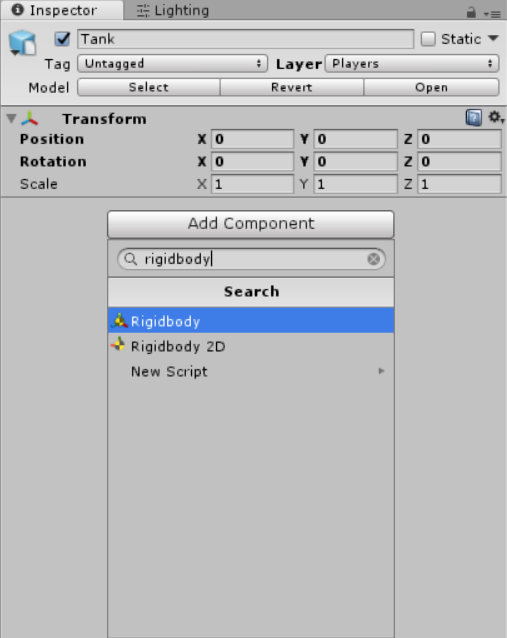 Inspector Lighting
Tank Static
Tag Untagged Layer Players
Model Select Revert Open
Transform
Position X 0 Y 0 Z 0
Rotation X 0 Y 0 Z 0
Scale X 1 Y 1 Z 1
Add Component
rigidbody
Search
Rigidbody
Rigidbody 2D
New Script